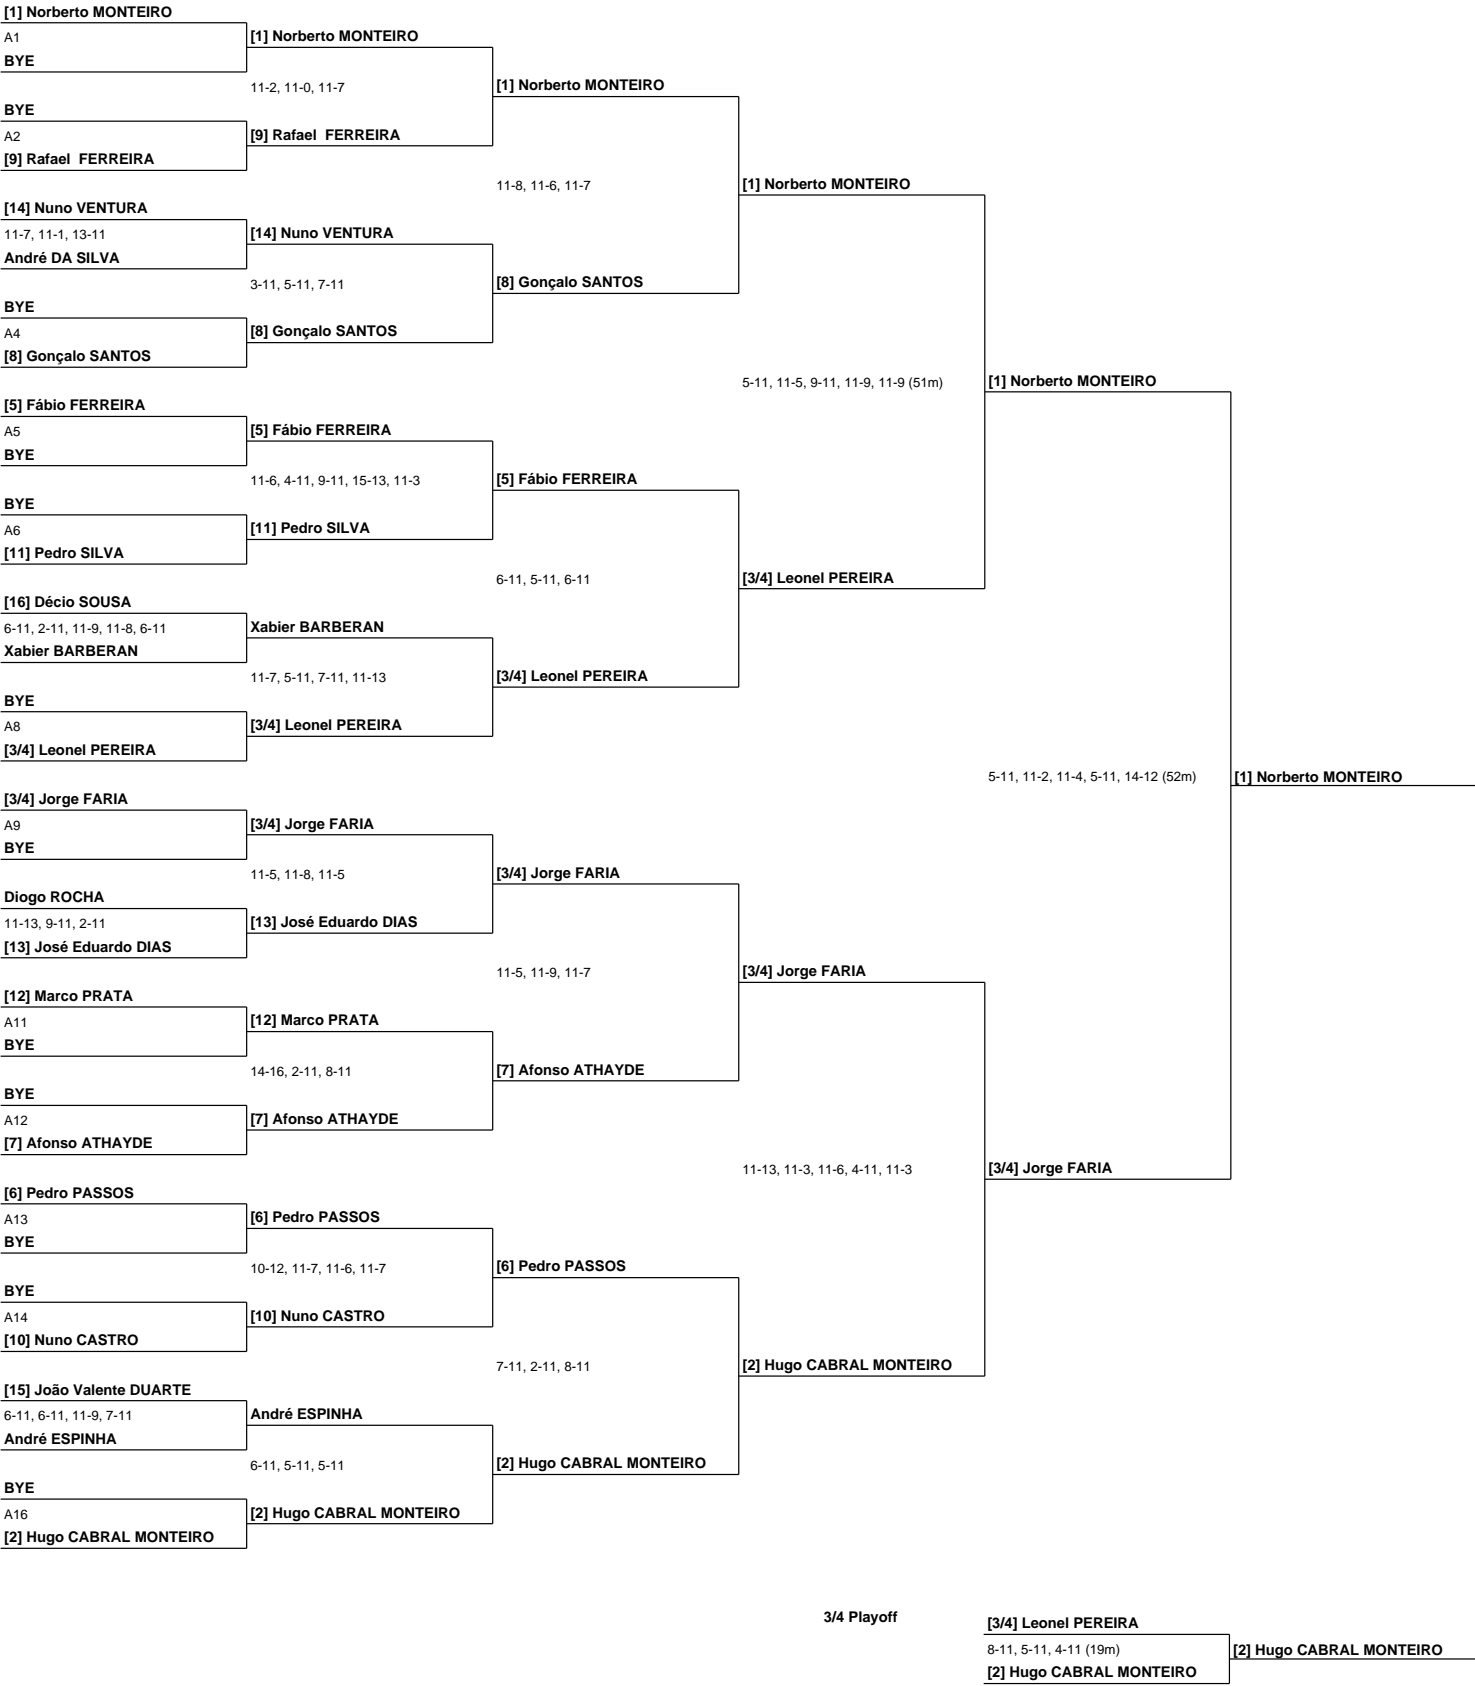 [1] Norberto MONTEIRO
A1
BYE
BYE
A2
[9] Rafael  FERREIRA
[14] Nuno VENTURA
11-7, 11-1, 13-11
André DA SILVA
BYE
A4
[8] Gonçalo SANTOS
[5] Fábio FERREIRA
A5
BYE
BYE
A6
[11] Pedro SILVA
[16] Décio SOUSA
6-11, 2-11, 11-9, 11-8, 6-11
Xabier BARBERAN
BYE
A8
[3/4] Leonel PEREIRA
[3/4] Jorge FARIA
A9
BYE
Diogo ROCHA
11-13, 9-11, 2-11
[13] José Eduardo DIAS
[12] Marco PRATA
A11
BYE
BYE
A12
[7] Afonso ATHAYDE
[6] Pedro PASSOS
A13
BYE
BYE
A14
[10] Nuno CASTRO
[15] João Valente DUARTE
6-11, 6-11, 11-9, 7-11
André ESPINHA
BYE
A16
[2] Hugo CABRAL MONTEIRO
[1] Norberto MONTEIRO
11-2, 11-0, 11-7
[9] Rafael  FERREIRA
[14] Nuno VENTURA
3-11, 5-11, 7-11
[8] Gonçalo SANTOS
[5] Fábio FERREIRA
11-6, 4-11, 9-11, 15-13, 11-3
[11] Pedro SILVA
Xabier BARBERAN
11-7, 5-11, 7-11, 11-13
[3/4] Leonel PEREIRA
[3/4] Jorge FARIA
11-5, 11-8, 11-5
[13] José Eduardo DIAS
[12] Marco PRATA
14-16, 2-11, 8-11
[7] Afonso ATHAYDE
[6] Pedro PASSOS
10-12, 11-7, 11-6, 11-7
[10] Nuno CASTRO
André ESPINHA
6-11, 5-11, 5-11
[2] Hugo CABRAL MONTEIRO
[1] Norberto MONTEIRO
11-8, 11-6, 11-7
[8] Gonçalo SANTOS
[5] Fábio FERREIRA
6-11, 5-11, 6-11
[3/4] Leonel PEREIRA
[3/4] Jorge FARIA
11-5, 11-9, 11-7
[7] Afonso ATHAYDE
[6] Pedro PASSOS
7-11, 2-11, 8-11
[2] Hugo CABRAL MONTEIRO
[1] Norberto MONTEIRO
5-11, 11-5, 9-11, 11-9, 11-9 (51m)
[3/4] Leonel PEREIRA
[3/4] Jorge FARIA
11-13, 11-3, 11-6, 4-11, 11-3
[2] Hugo CABRAL MONTEIRO
[1] Norberto MONTEIRO
5-11, 11-2, 11-4, 5-11, 14-12 (52m)
[3/4] Jorge FARIA
[1] Norberto MONTEIRO
3/4 Playoff
[3/4] Leonel PEREIRA
8-11, 5-11, 4-11 (19m)
[2] Hugo CABRAL MONTEIRO
[2] Hugo CABRAL MONTEIRO